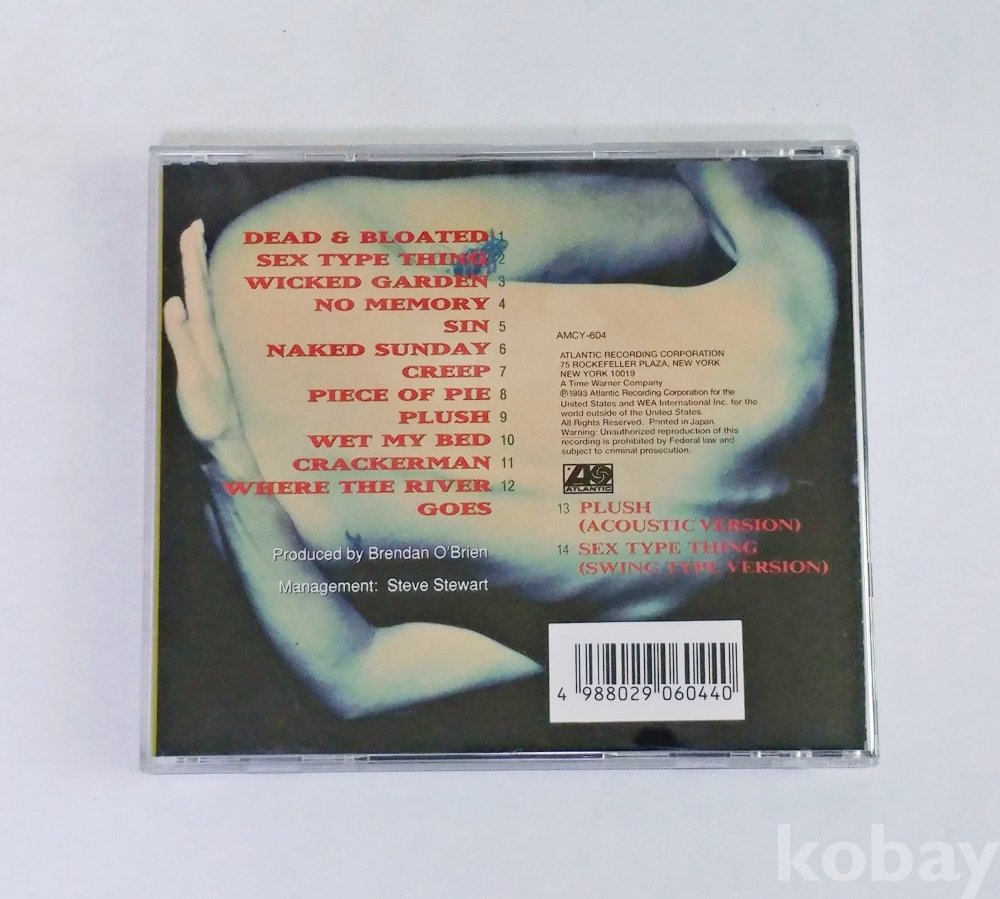 DEAD & BLOATED 1
SEX TYPE THING 2
WICKED GARDEN 3
NO MEMORY 4
SIN 5
NAKED SUNDAY 6
CREEP 7
PIECE OF PIE 8
PLUSH 9
WET MY BED 10
CRACKERMAN 11
WHERE THE RIVER 12
GOES
Produced by Brendan O'Brien
Management: Steve Stewart
AMCY-604
ATLANTIC RECORDING CORPORATION
75 ROCKEFELLER PLAZA, NEW YORK
NEW YORK 10019
A Time Warner Company
℗1993 Atlantic Recording Corporation for the
United States and WEA International Inc. for the
world outside of the United States.
All Rights Reserved. Printed in Japan.
Warning: Unauthorized reproduction of this
recording is prohibited by Federal law and
subject to criminal prosecution.
ATLANTIC
13 PLUSH
(ACOUSTIC VERSION)
14 SEX TYPE THING
(SWING TYPE VERSION)
4 988029 060440
kobay